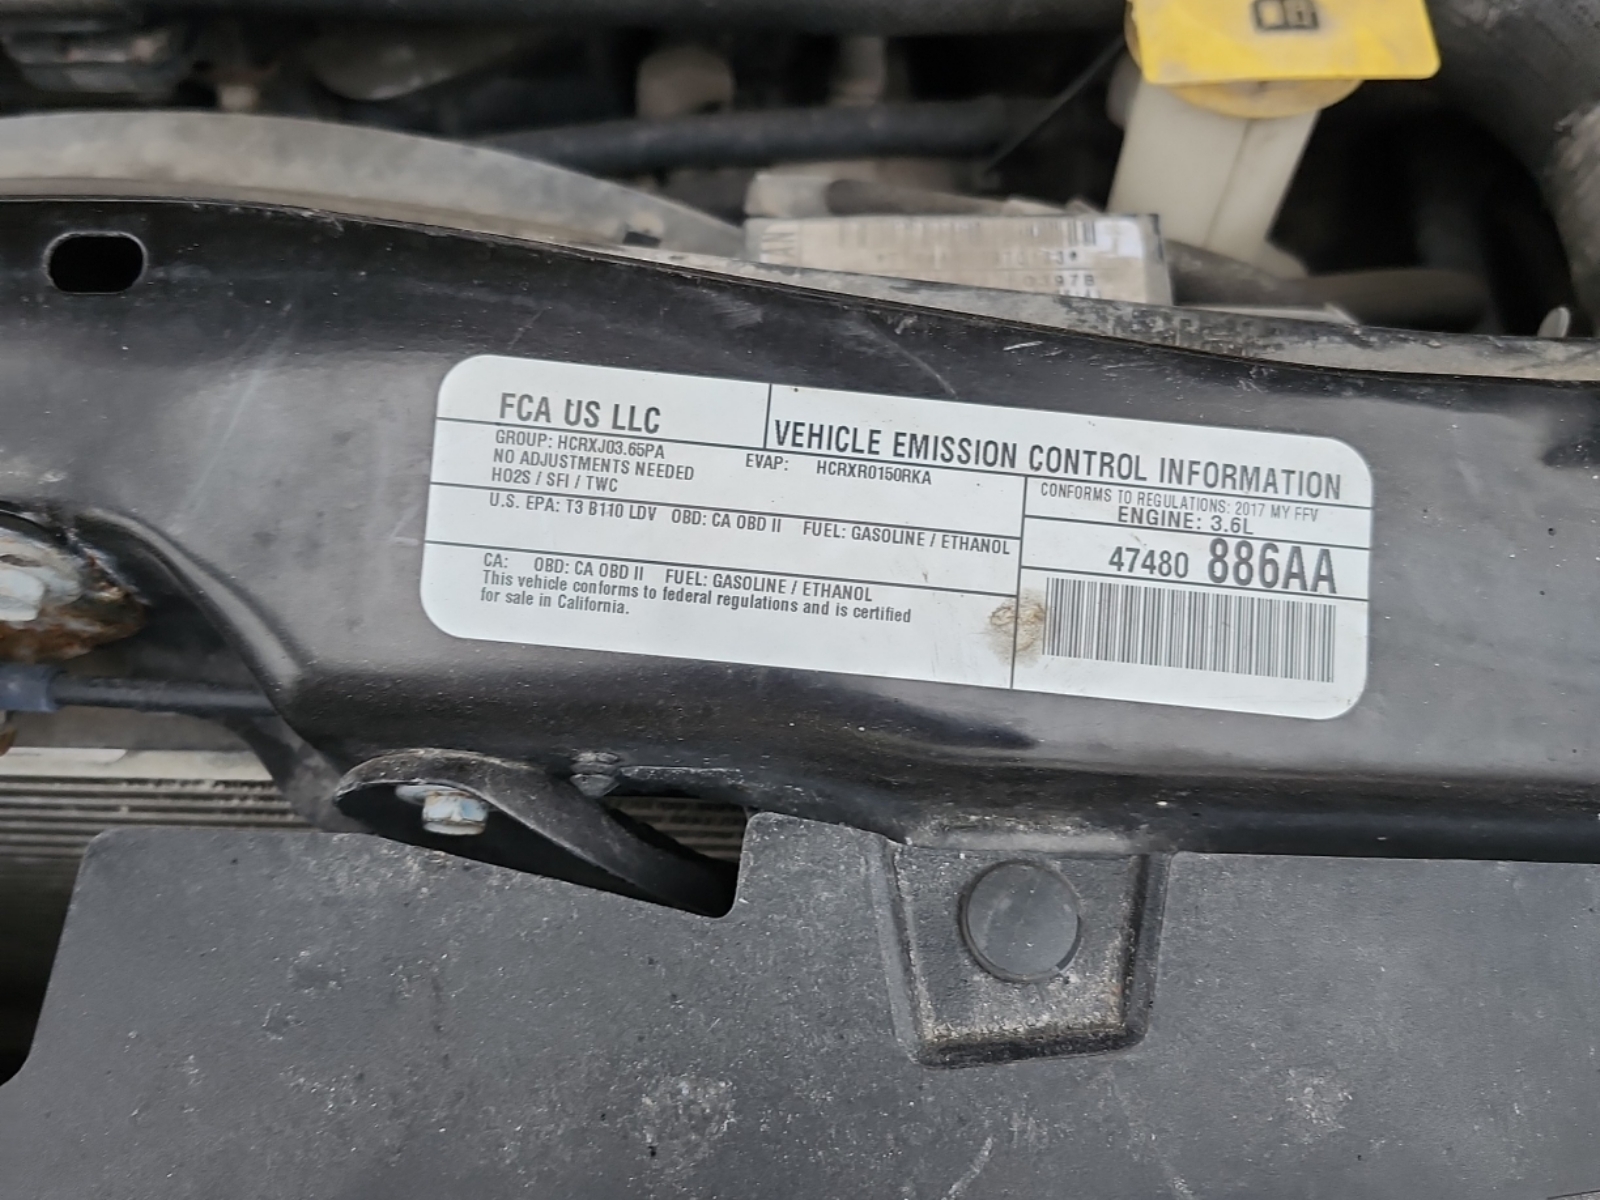 FCA US LLC
VEHICLE EMISSION CONTROL INFORMATION
GROUP: HCRXJ03.65PA
EVAP: HCRXR0150RKA
NO ADJUSTMENTS NEEDED
HO2S / SFI / TWC
CONFORMS TO REGULATIONS: 2017 MY FFV
ENGINE: 3.6L
U.S. EPA: T3 B110 LDV OBD: CA OBD II FUEL: GASOLINE / ETHANOL
47480 886AA
CA: OBD: CA OBD II FUEL: GASOLINE / ETHANOL
This vehicle conforms to federal regulations and is certified
for sale in California.